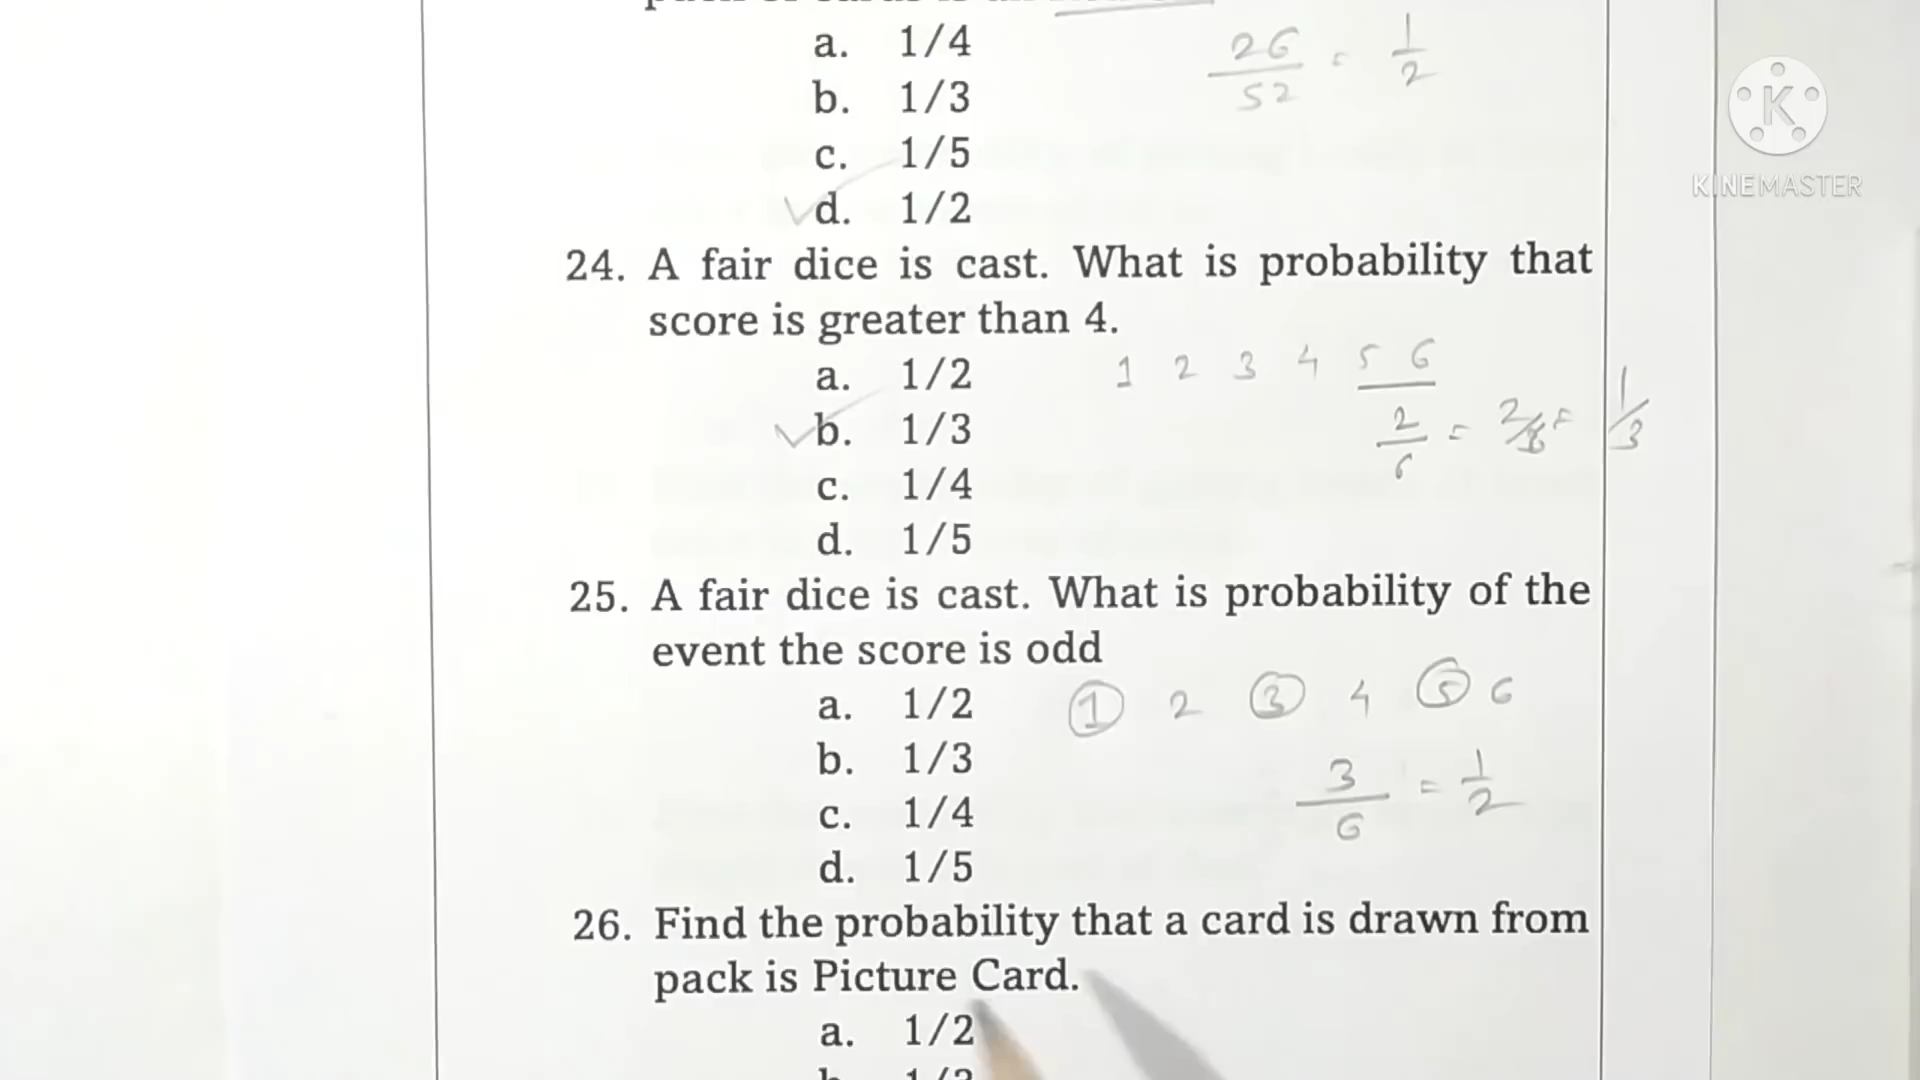 a. 1/4
26/52 = 1/2
b. 1/3
c. 1/5
d. 1/2
KINEMASTER
24. A fair dice is cast. What is probability that
score is greater than 4.
a. 1/2
1 2 3 4 5 6
b. 1/3
2/6 = 2/6 = 1/3
c. 1/4
d. 1/5
25. A fair dice is cast. What is probability of the
event the score is odd
a. 1/2
1 2 3 4 5 6
b. 1/3
3/6 = 1/2
c. 1/4
d. 1/5
26. Find the probability that a card is drawn from
pack is Picture Card.
a. 1/2